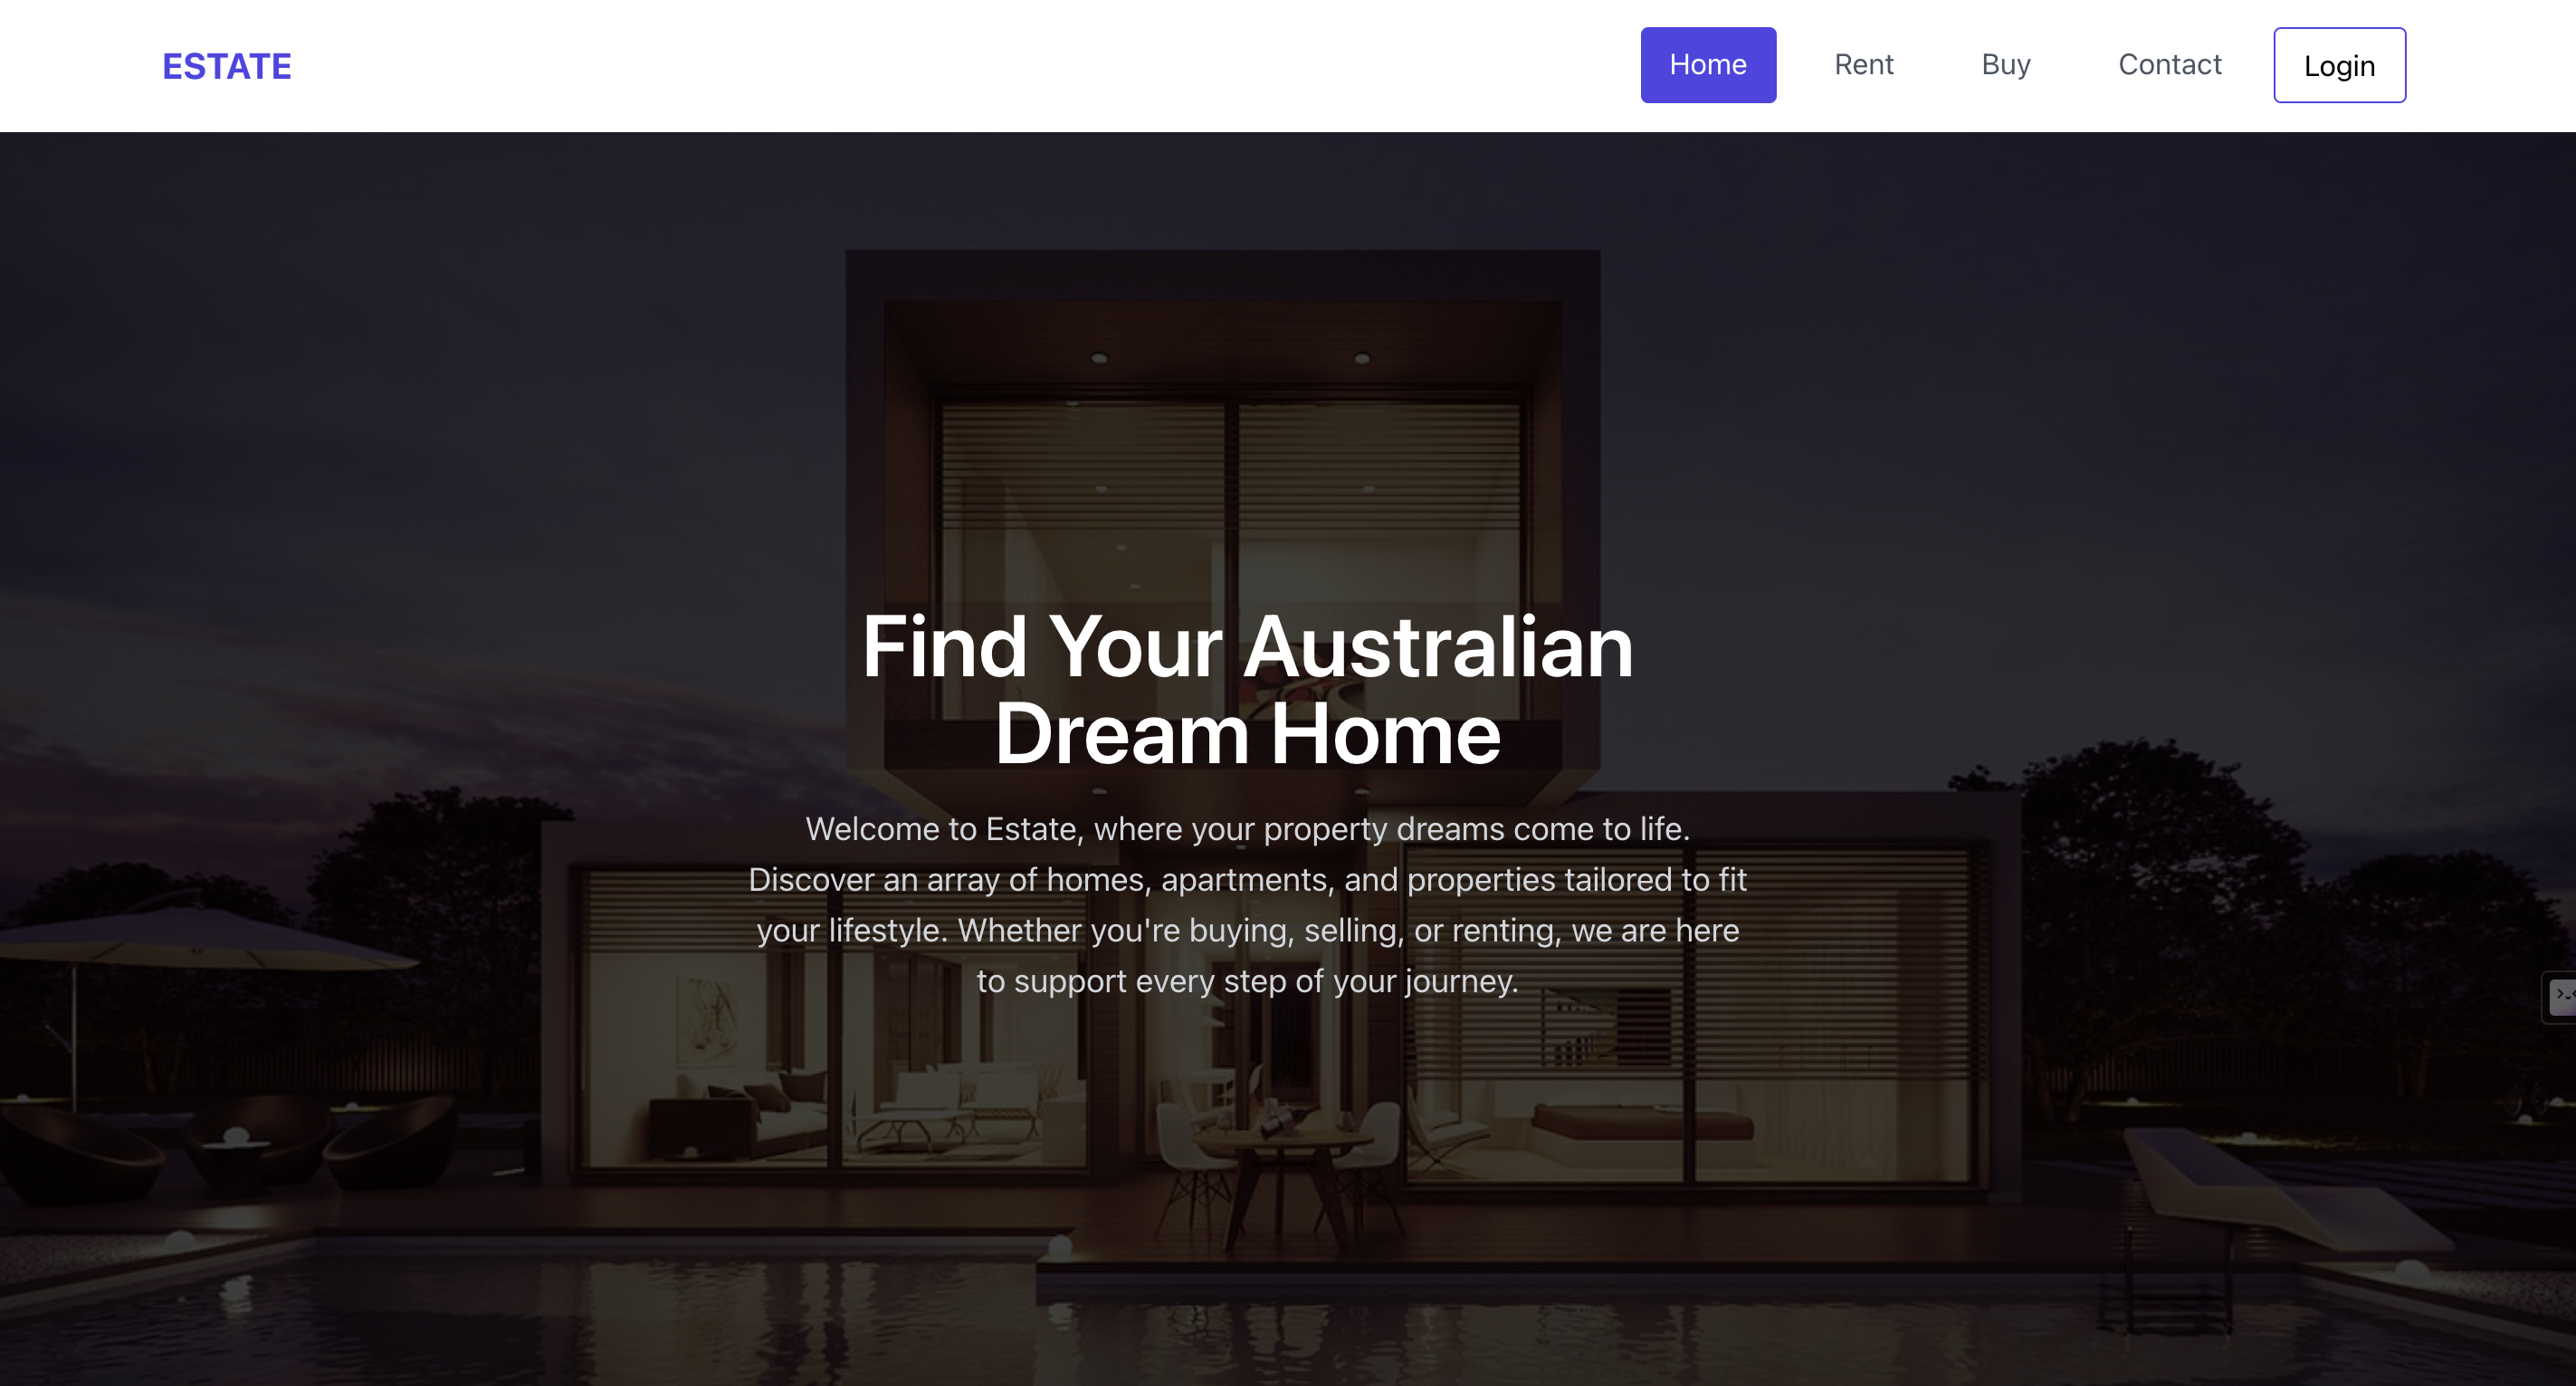 ESTATE
Home
Rent
Buy
Contact
Login
Find Your Australian
Dream Home
Welcome to Estate, where your property dreams come to life.
Discover an array of homes, apartments, and properties tailored to fit
your lifestyle. Whether you're buying, selling, or renting, we are here
to support every step of your journey.